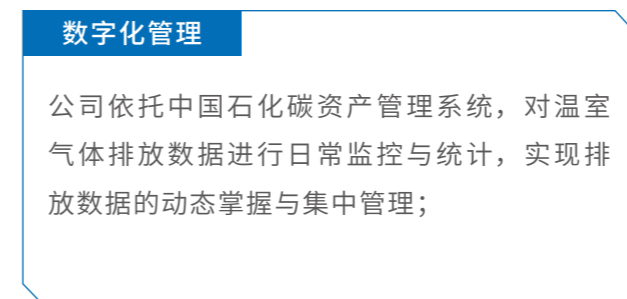 数字化管理
公司依托中国石化碳资产管理系统，对温室
气体排放数据进行日常监控与统计，实现排
放数据的动态掌握与集中管理；